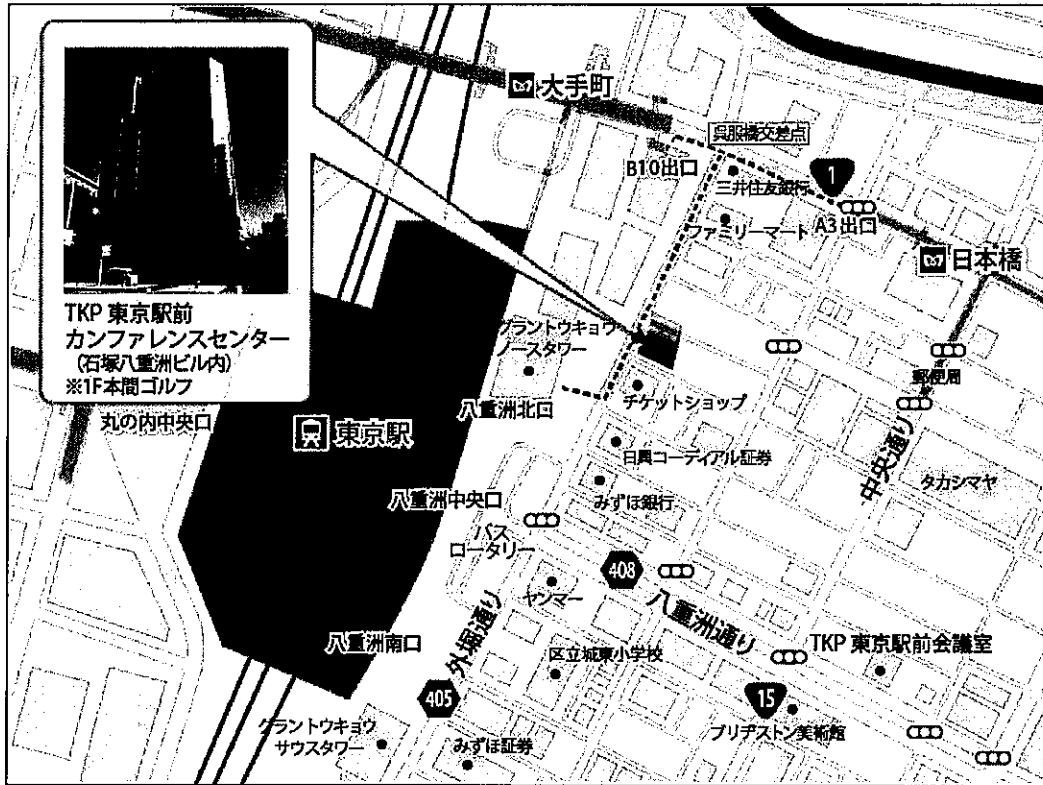 大手町
呉服橋交差点
B10出口
三井住友銀行
1
A3出口
ファミリーマート
日本橋
TKP 東京駅前
カンファレンスセンター
(石塚八重洲ビル内)
※1F本間ゴルフ
グラントウキョウ
ノースタワー
郵便局
チケットショップ
八重洲北口
丸の内中央口
東京駅
日興コーディアル証券
中央通り
タカシマヤ
みずほ銀行
八重洲中央口
バス
ロータリー
408
ヤンマー
八重洲通り
外堀通り
八重洲南口
区立城東小学校
TKP 東京駅前会議室
405
15
ブリヂストン美術館
グラントウキョウ
サウスタワー
みずほ証券